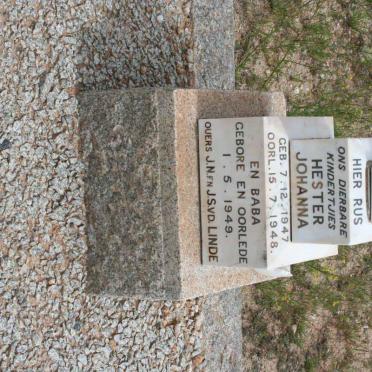 HIER RUS
ONS DIERBARE
KINDERTJIES
HESTER
JOHANNA
GEB. 7.12.1947
OORL. 15.7.1948.
EN BABA
GEBORE EN OORLEDE
1.5.1949.
OUERS J.N. EN J.S. VD LINDE